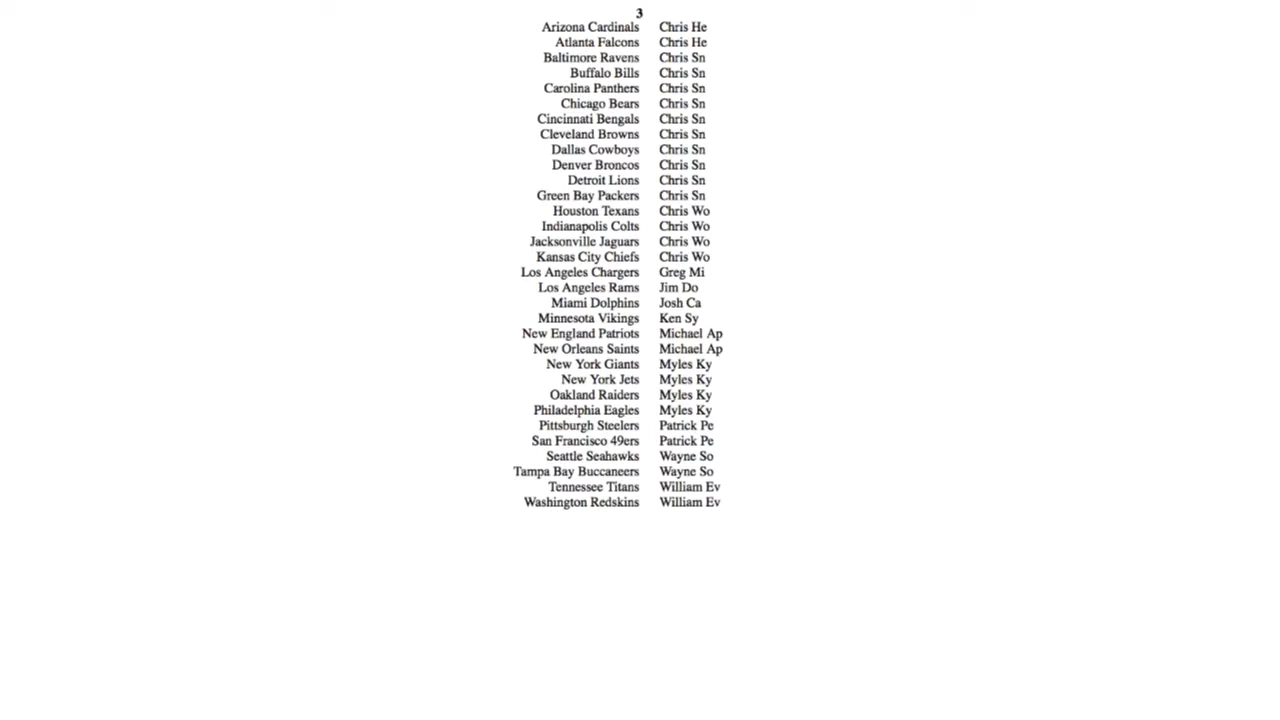 3
Arizona Cardinals Chris He
Atlanta Falcons Chris He
Baltimore Ravens Chris Sn
Buffalo Bills Chris Sn
Carolina Panthers Chris Sn
Chicago Bears Chris Sn
Cincinnati Bengals Chris Sn
Cleveland Browns Chris Sn
Dallas Cowboys Chris Sn
Denver Broncos Chris Sn
Detroit Lions Chris Sn
Green Bay Packers Chris Sn
Houston Texans Chris Wo
Indianapolis Colts Chris Wo
Jacksonville Jaguars Chris Wo
Kansas City Chiefs Chris Wo
Los Angeles Chargers Greg Mi
Los Angeles Rams Jim Do
Miami Dolphins Josh Ca
Minnesota Vikings Ken Sy
New England Patriots Michael Ap
New Orleans Saints Michael Ap
New York Giants Myles Ky
New York Jets Myles Ky
Oakland Raiders Myles Ky
Philadelphia Eagles Myles Ky
Pittsburgh Steelers Patrick Pe
San Francisco 49ers Patrick Pe
Seattle Seahawks Wayne So
Tampa Bay Buccaneers Wayne So
Tennessee Titans William Ev
Washington Redskins William Ev